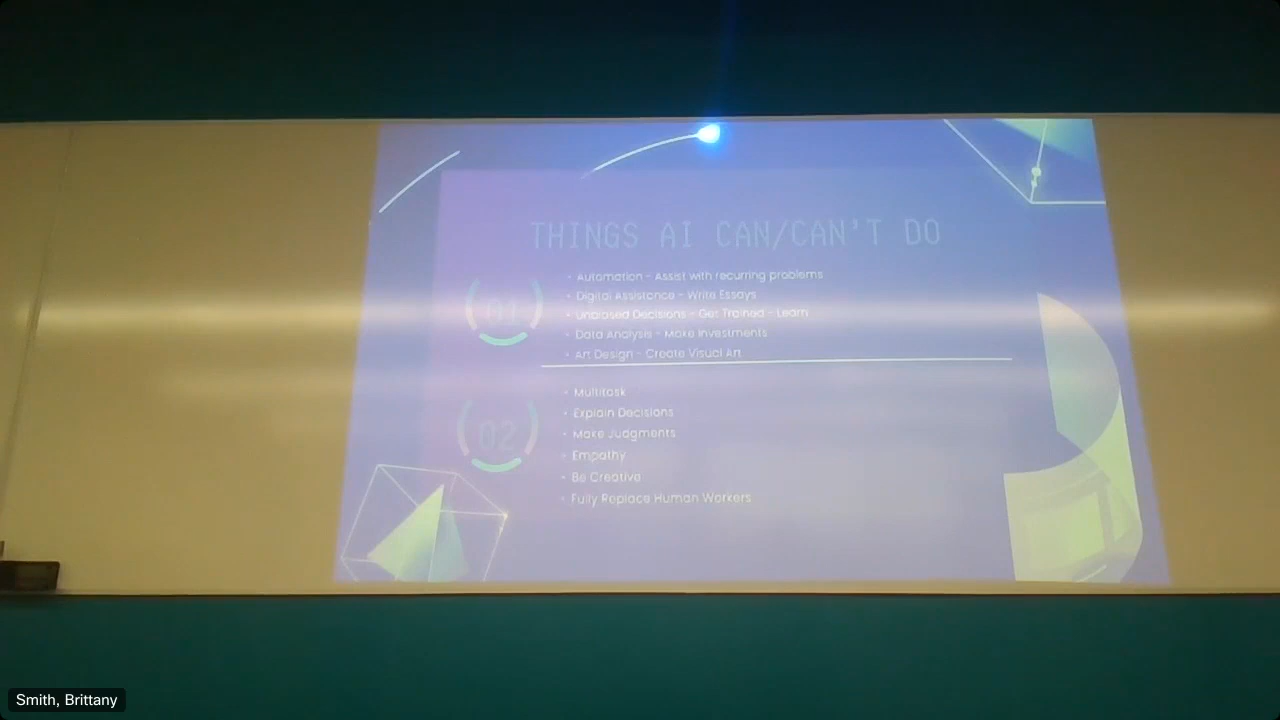 THINGS AI CAN/CAN'T DO
01
• Automation - Assist with recurring problems
• Digital Assistance - Write Essays
• Unbiased Decisions - Get Trained - Learn
• Data Analysis - Make Investments
• Art Design - Create Visual Art
02
• Multitask
• Explain Decisions
• Make Judgments
• Empathy
• Be Creative
• Fully Replace Human Workers
Smith, Brittany